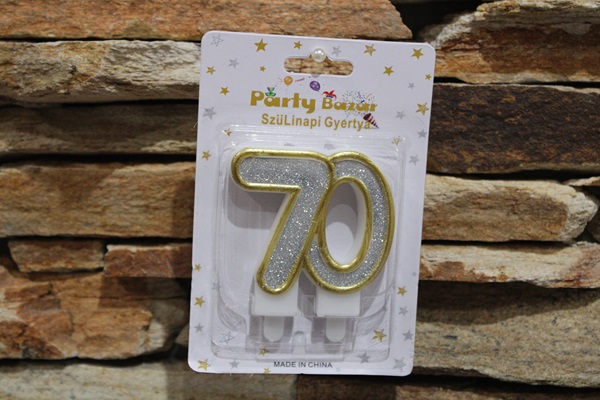 Party Bazár
SzüLinapi Gyertya
70
MADE IN CHINA